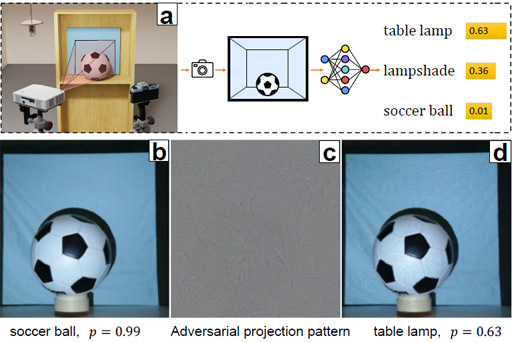 a
table lamp 0.63
lampshade 0.36
soccer ball 0.01
b
c
d
soccer ball, p = 0.99
Adversarial projection pattern
table lamp, p = 0.63